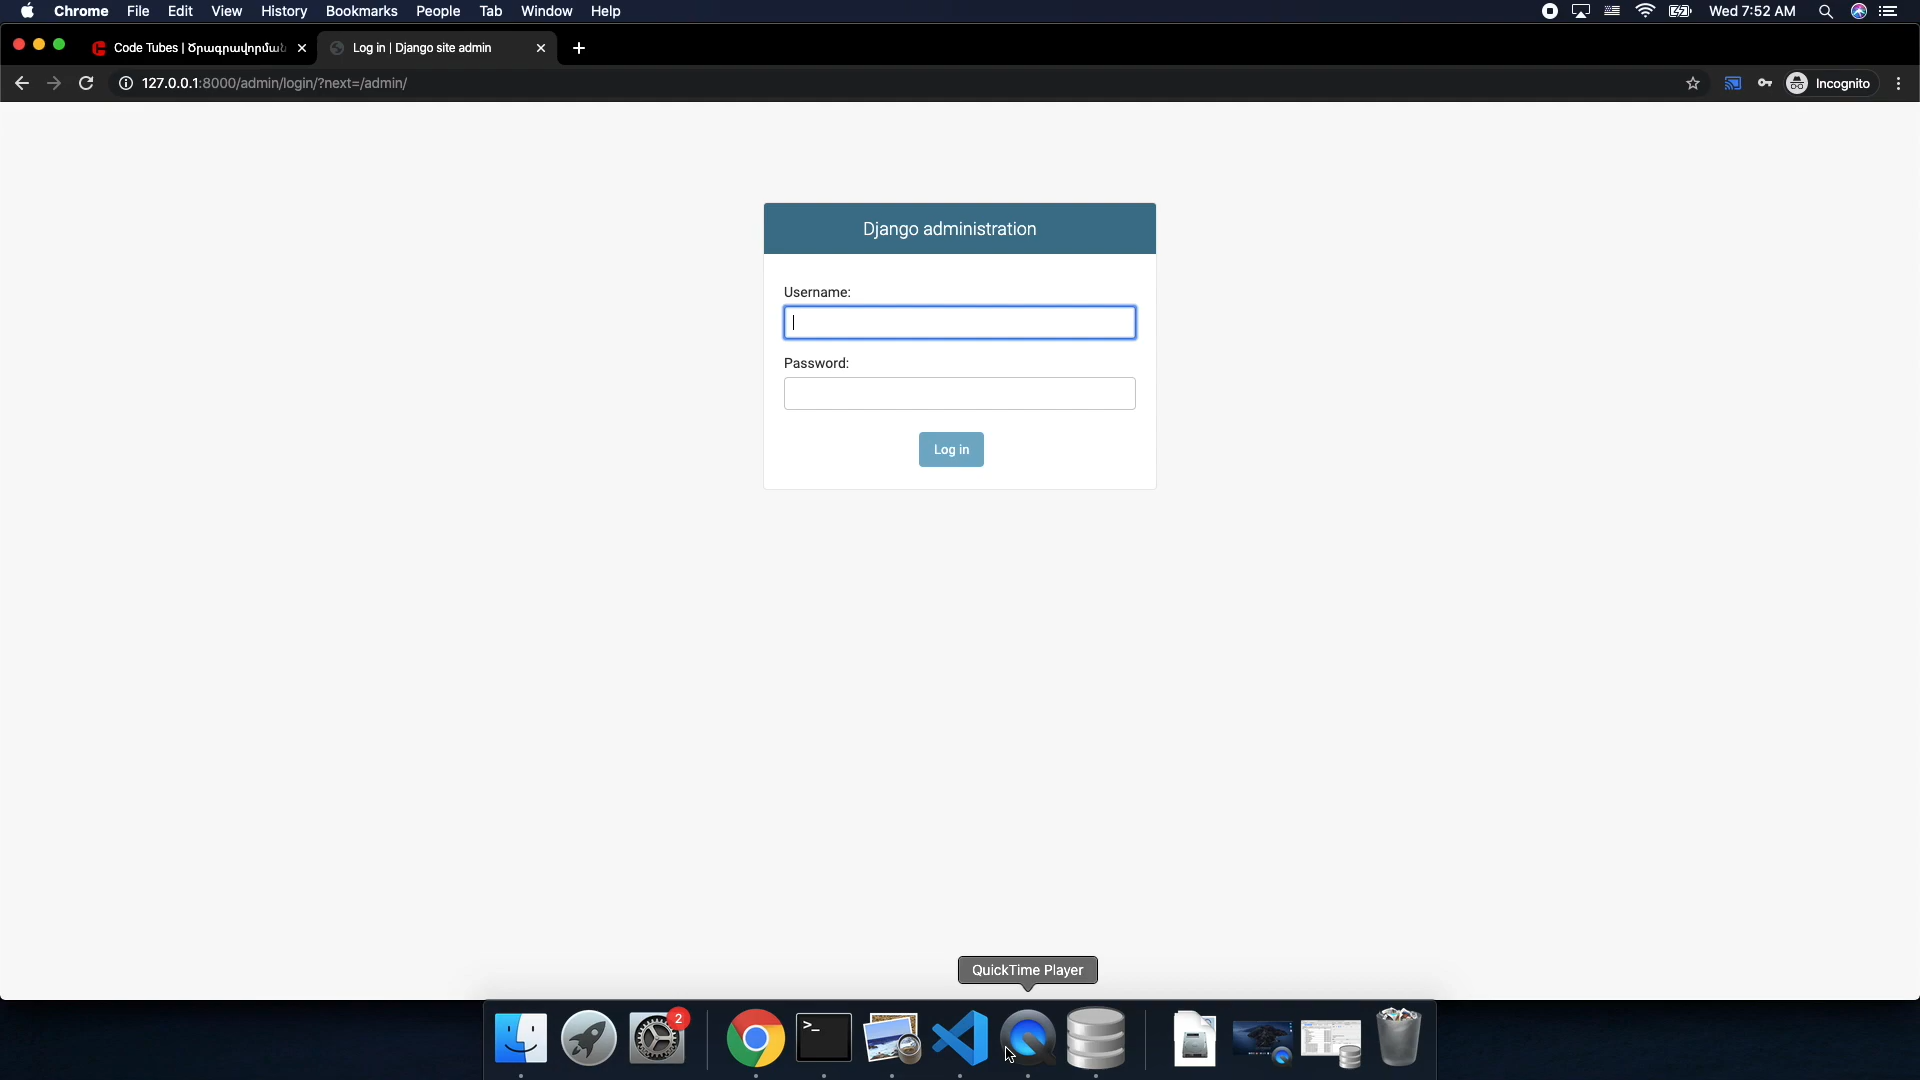 Chrome File Edit View History Bookmarks People Tab Window Help Wed 7:52 AM
Code Tubes | Ծրագրավորման Log in | Django site admin
127.0.0.1:8000/admin/login/?next=/admin/ Incognito
Django administration
Username:
Password:
Log in
QuickTime Player
2
>_